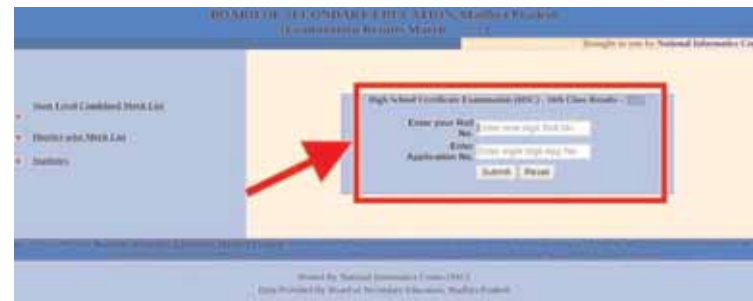 BOARD OF SECONDARY EDUCATION, Madhya Pradesh
Examination Results March
Brought to you by National Informatics Ce
State Level Combined Merit List
District wise Merit List
Statistics
High School Certificate Examination (HSC) - 10th Class Results -
Enter your Roll No. Enter nine digit Roll No
Enter Application No. Enter eight digit App No
Submit Reset
Hosted by National Informatics Centre (NIC)
Data Provided by Board of Secondary Education, Madhya Pradesh